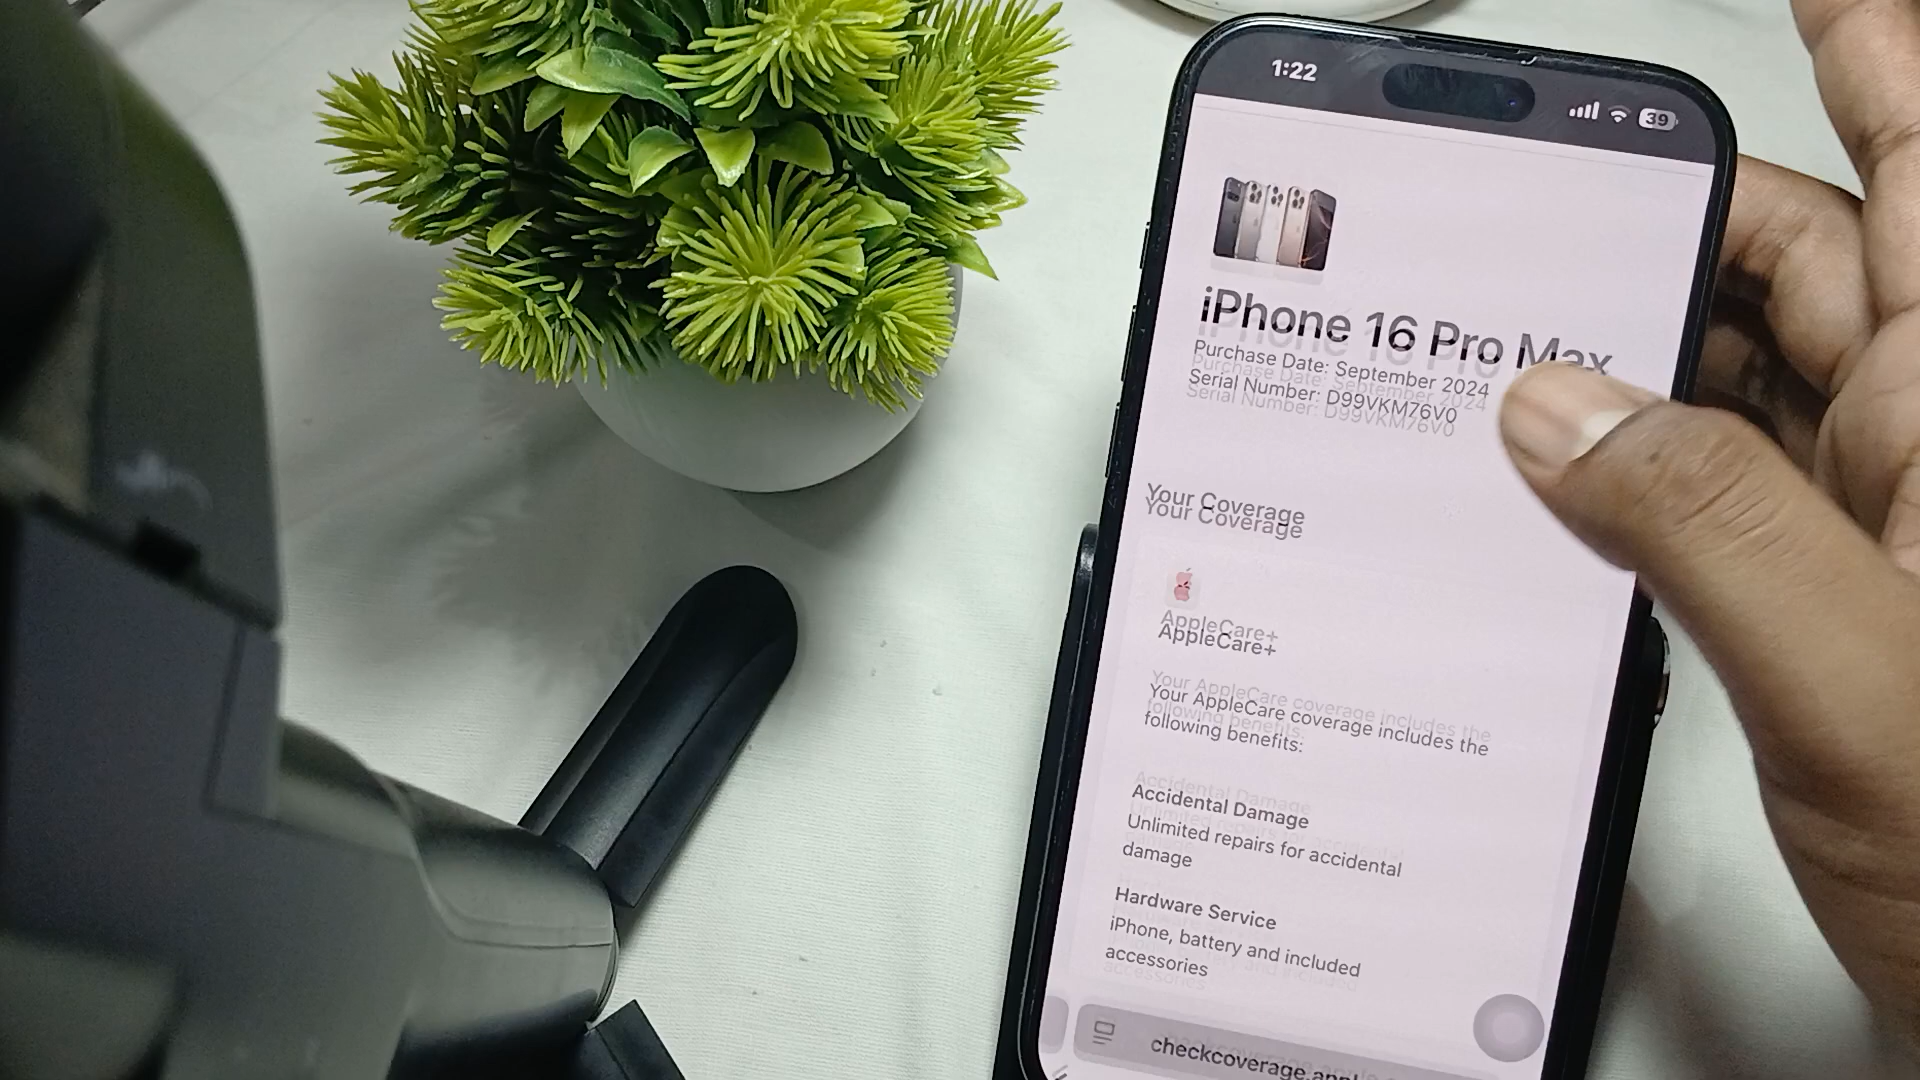 1:22
39
iPhone 16 Pro Max
Purchase Date: September 2024
Serial Number: D99VKM76V0
Your Coverage
AppleCare+
Your AppleCare coverage includes the
following benefits:
Accidental Damage
Unlimited repairs for accidental
damage
Hardware Service
iPhone, battery and included
accessories
checkcoverage.appl